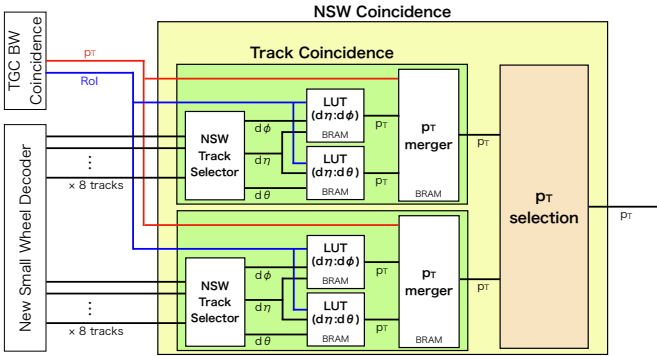 NSW Coincidence
TGC BW
Coincidence
pT
RoI
Track Coincidence
NSW
Track
Selector
dφ
dη
dθ
LUT
(dη:dφ)
BRAM
LUT
(dη:dθ)
BRAM
pT
pT
pT
merger
BRAM
pT
New Small Wheel Decoder
⋮
× 8 tracks
pT
selection
pT
NSW
Track
Selector
dφ
dη
dθ
LUT
(dη:dφ)
BRAM
LUT
(dη:dθ)
BRAM
pT
pT
pT
merger
BRAM
pT
⋮
× 8 tracks